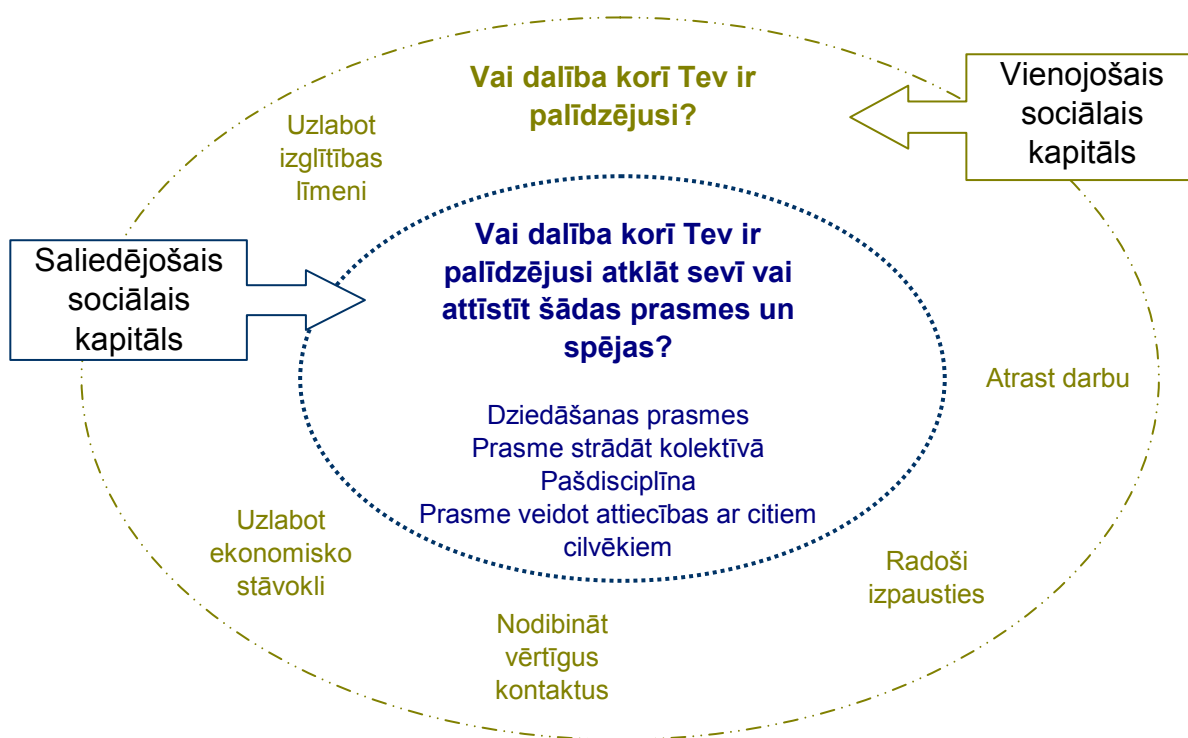 Vai dalība korī Tev ir
palīdzējusi?
Vienojošais
sociālais
kapitāls
Uzlabot
izglītības
līmeni
Saliedējošais
sociālais
kapitāls
Vai dalība korī Tev ir
palīdzējusi atklāt sevī vai
attīstīt šādas prasmes un
spējas?
Dziedāšanas prasmes
Prasme strādāt kolektīvā
Pašdisciplīna
Prasme veidot attiecības ar citiem
cilvēkiem
Atrast darbu
Uzlabot
ekonomisko
stāvokli
Radoši
izpausties
Nodibināt
vērtīgus
kontaktus